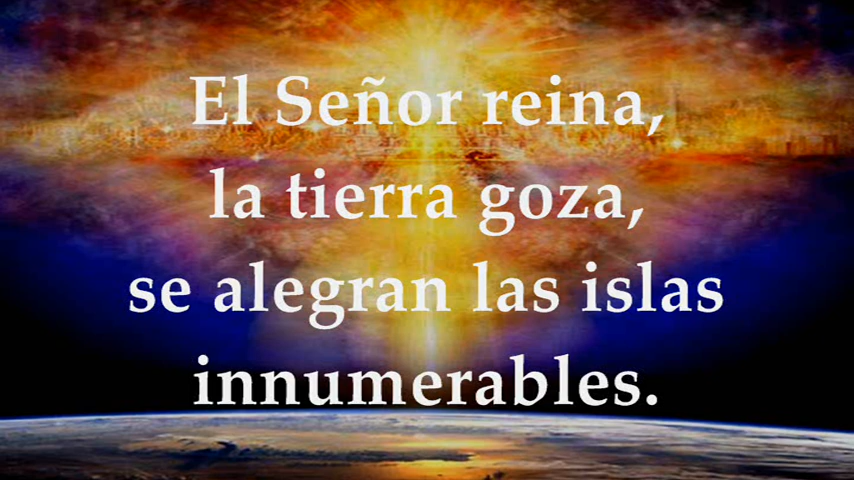 El Señor reina,
la tierra goza,
se alegran las islas
innumerables.